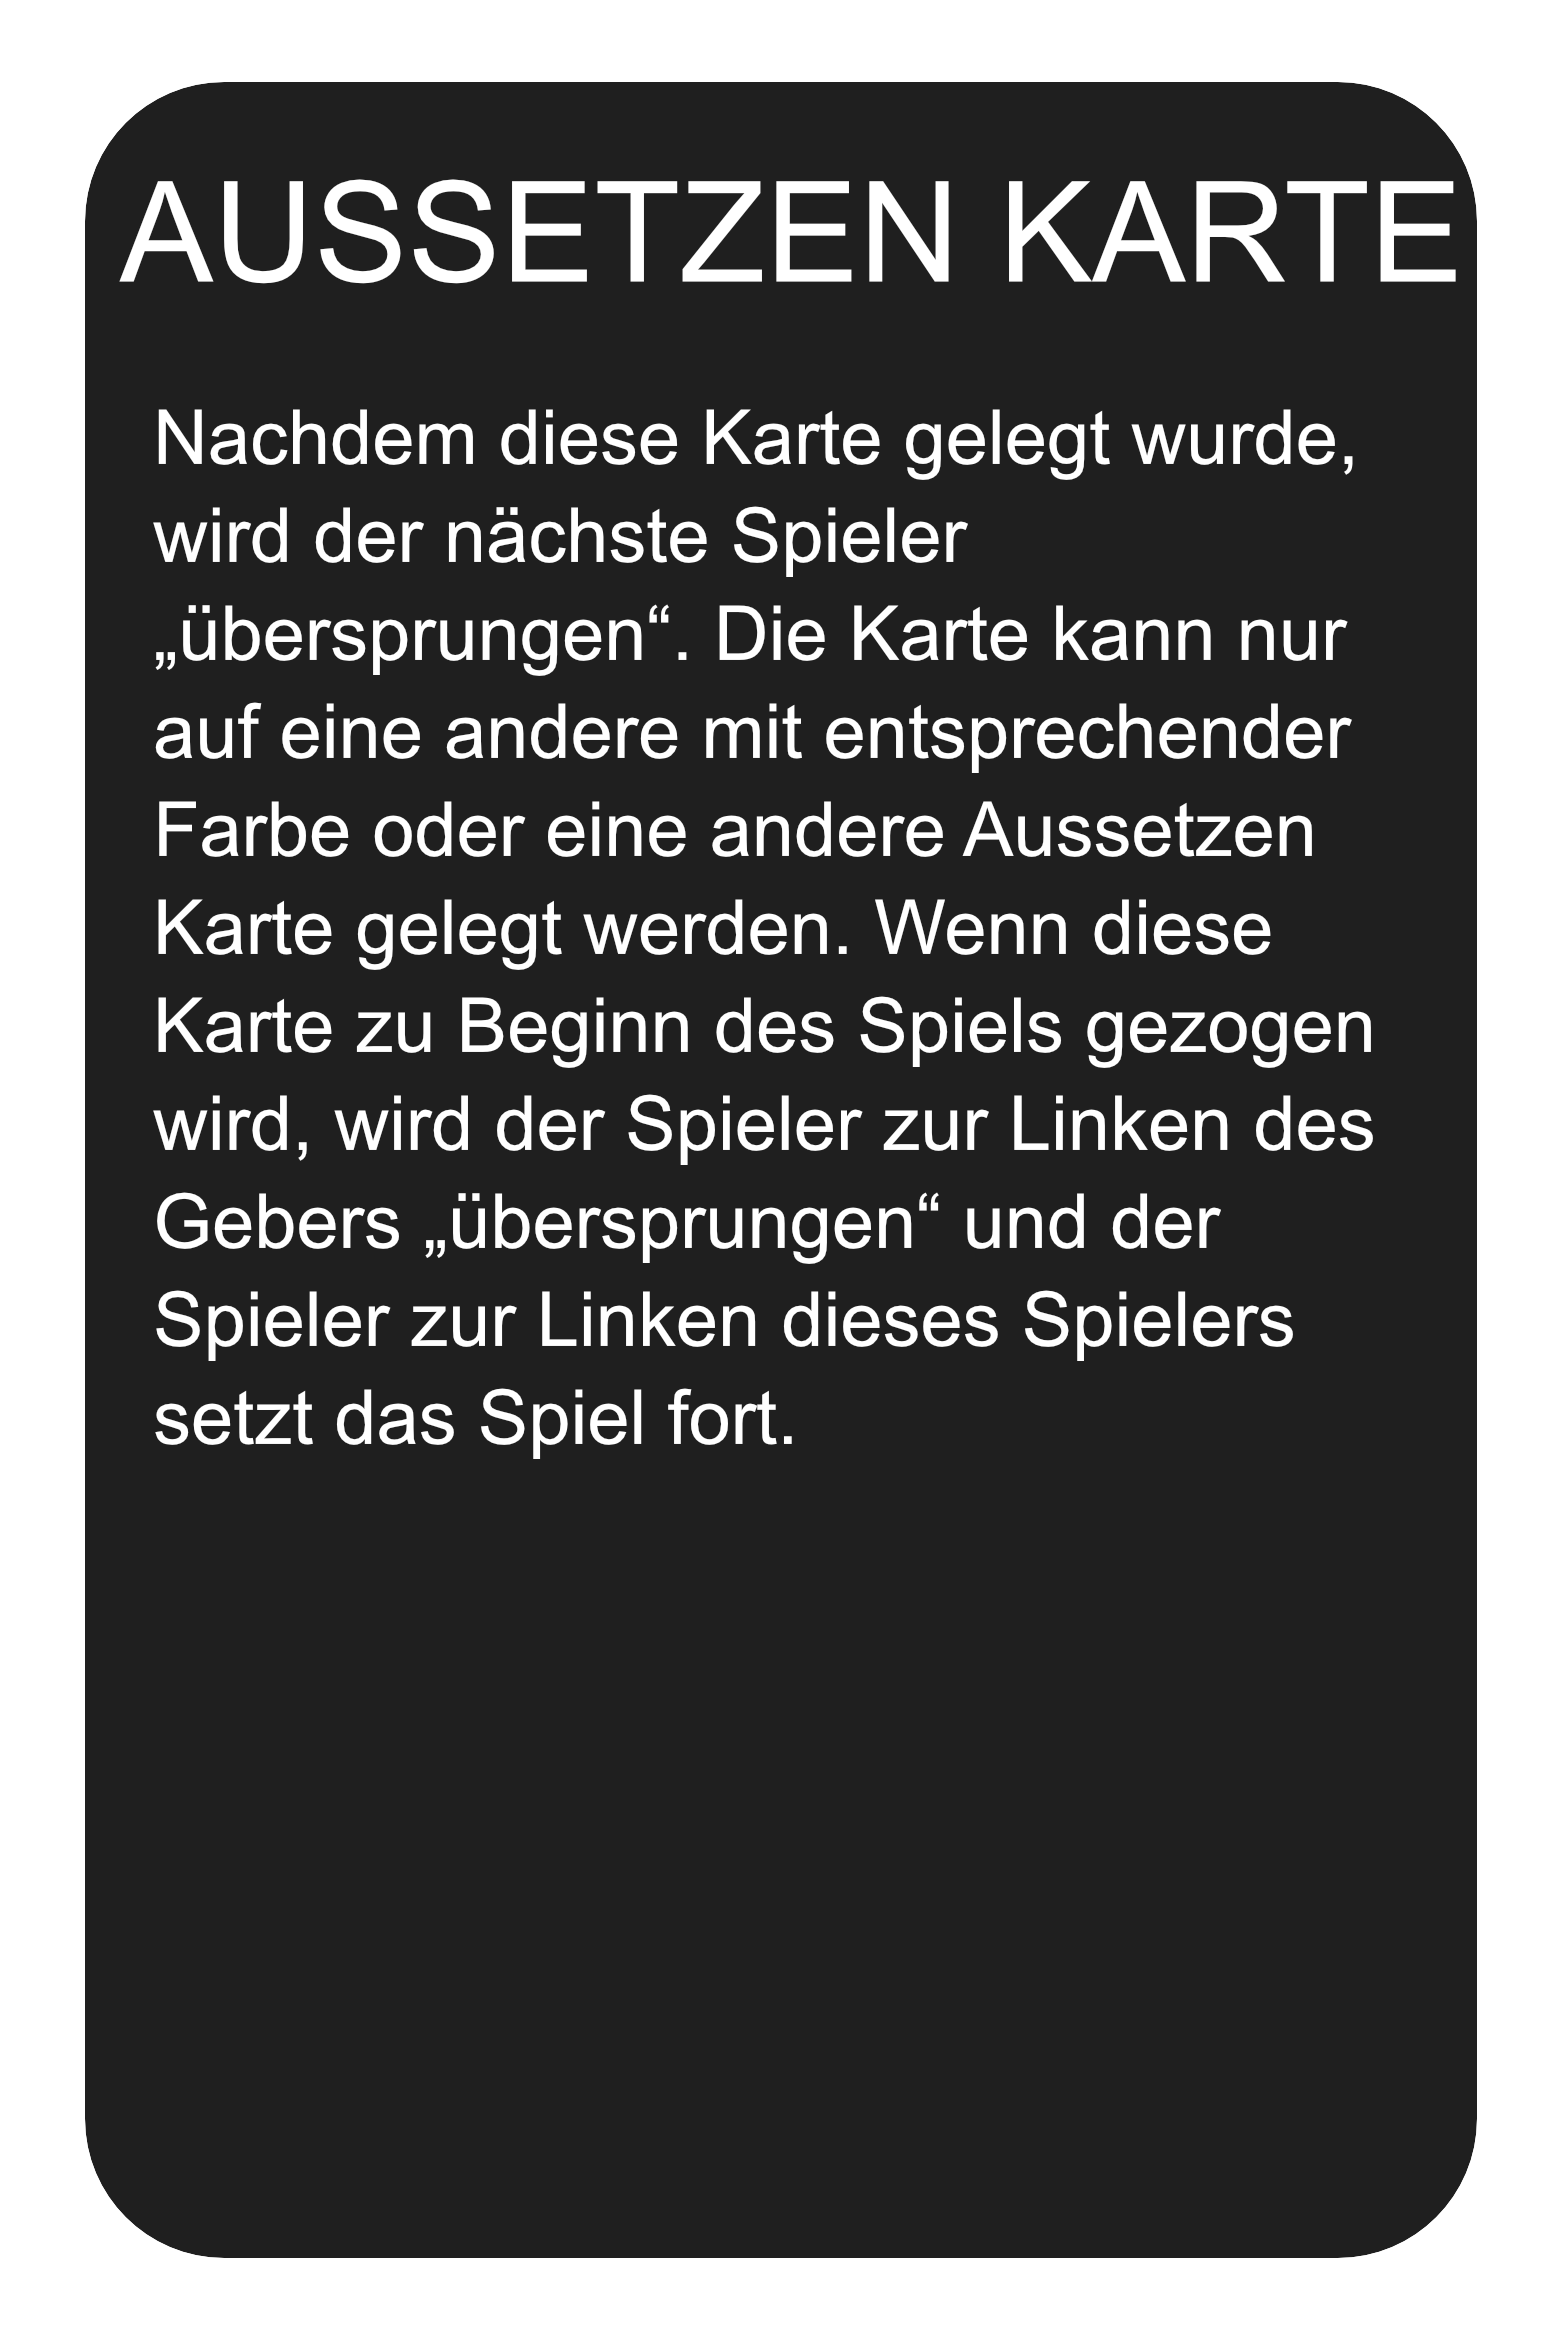 AUSSETZEN KARTE
Nachdem diese Karte gelegt wurde,
wird der nächste Spieler
„übersprungen“. Die Karte kann nur
auf eine andere mit entsprechender
Farbe oder eine andere Aussetzen
Karte gelegt werden. Wenn diese
Karte zu Beginn des Spiels gezogen
wird, wird der Spieler zur Linken des
Gebers „übersprungen“ und der
Spieler zur Linken dieses Spielers
setzt das Spiel fort.